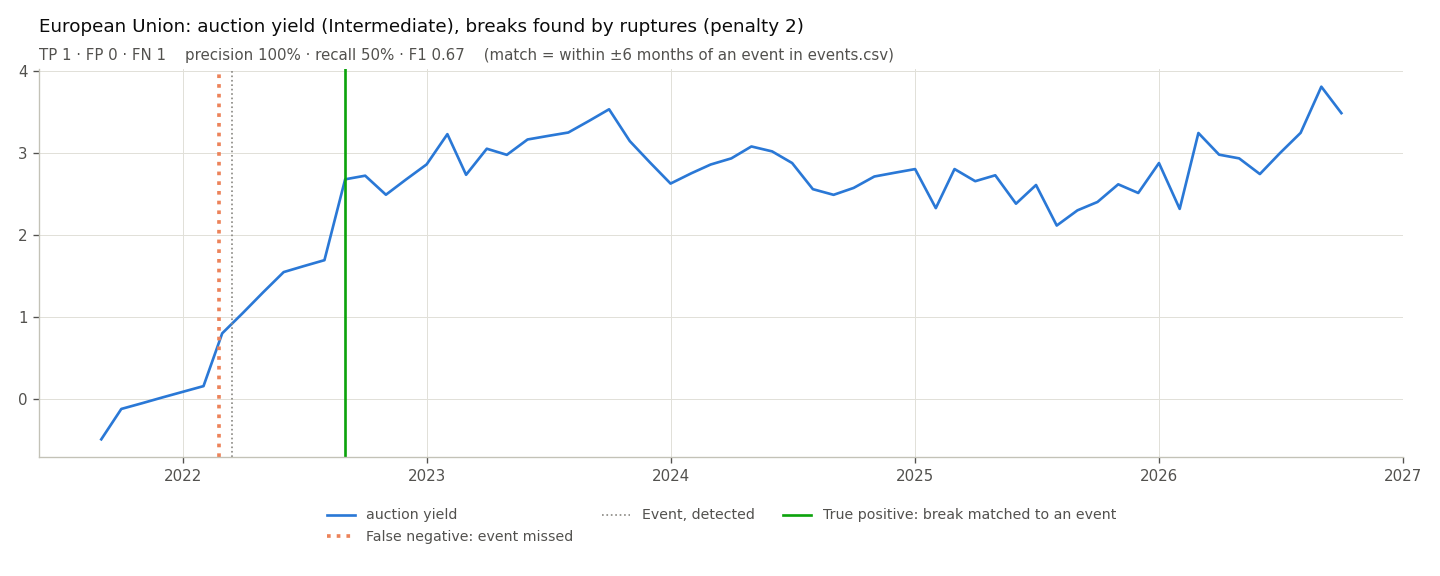 European Union: auction yield (Intermediate), breaks found by ruptures (penalty 2)
TP 1 · FP 0 · FN 1    precision 100% · recall 50% · F1 0.67    (match = within ±6 months of an event in events.csv)
4
3
2
1
0
2022 2023 2024 2025 2026 2027
auction yield
False negative: event missed
Event, detected
True positive: break matched to an event